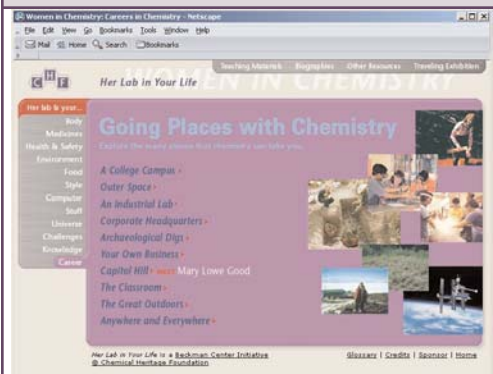 Women in Chemistry: Careers in Chemistry - Netscape
File Edit View Go Bookmarks Tools Window Help
Mail Home Search Bookmarks
Teaching Materials Biographies Other Resources Traveling Exhibition
CHF
WOMEN IN CHEMISTRY
Her Lab in Your Life
Her lab & your...
Body
Medicines
Health & Safety
Environment
Food
Style
Computer
Stuff
Universe
Challenges
Knowledge
Career
Going Places with Chemistry
Explore the many places that chemistry can take you.
A College Campus
Outer Space
An Industrial Lab
Corporate Headquarters
Archaeological Digs
Your Own Business
Capitol Hill meet Mary Lowe Good
The Classroom
The Great Outdoors
Anywhere and Everywhere
Her Lab in Your Life is a Beckman Center Initiative
© Chemical Heritage Foundation
Glossary | Credits | Sponsor | Home